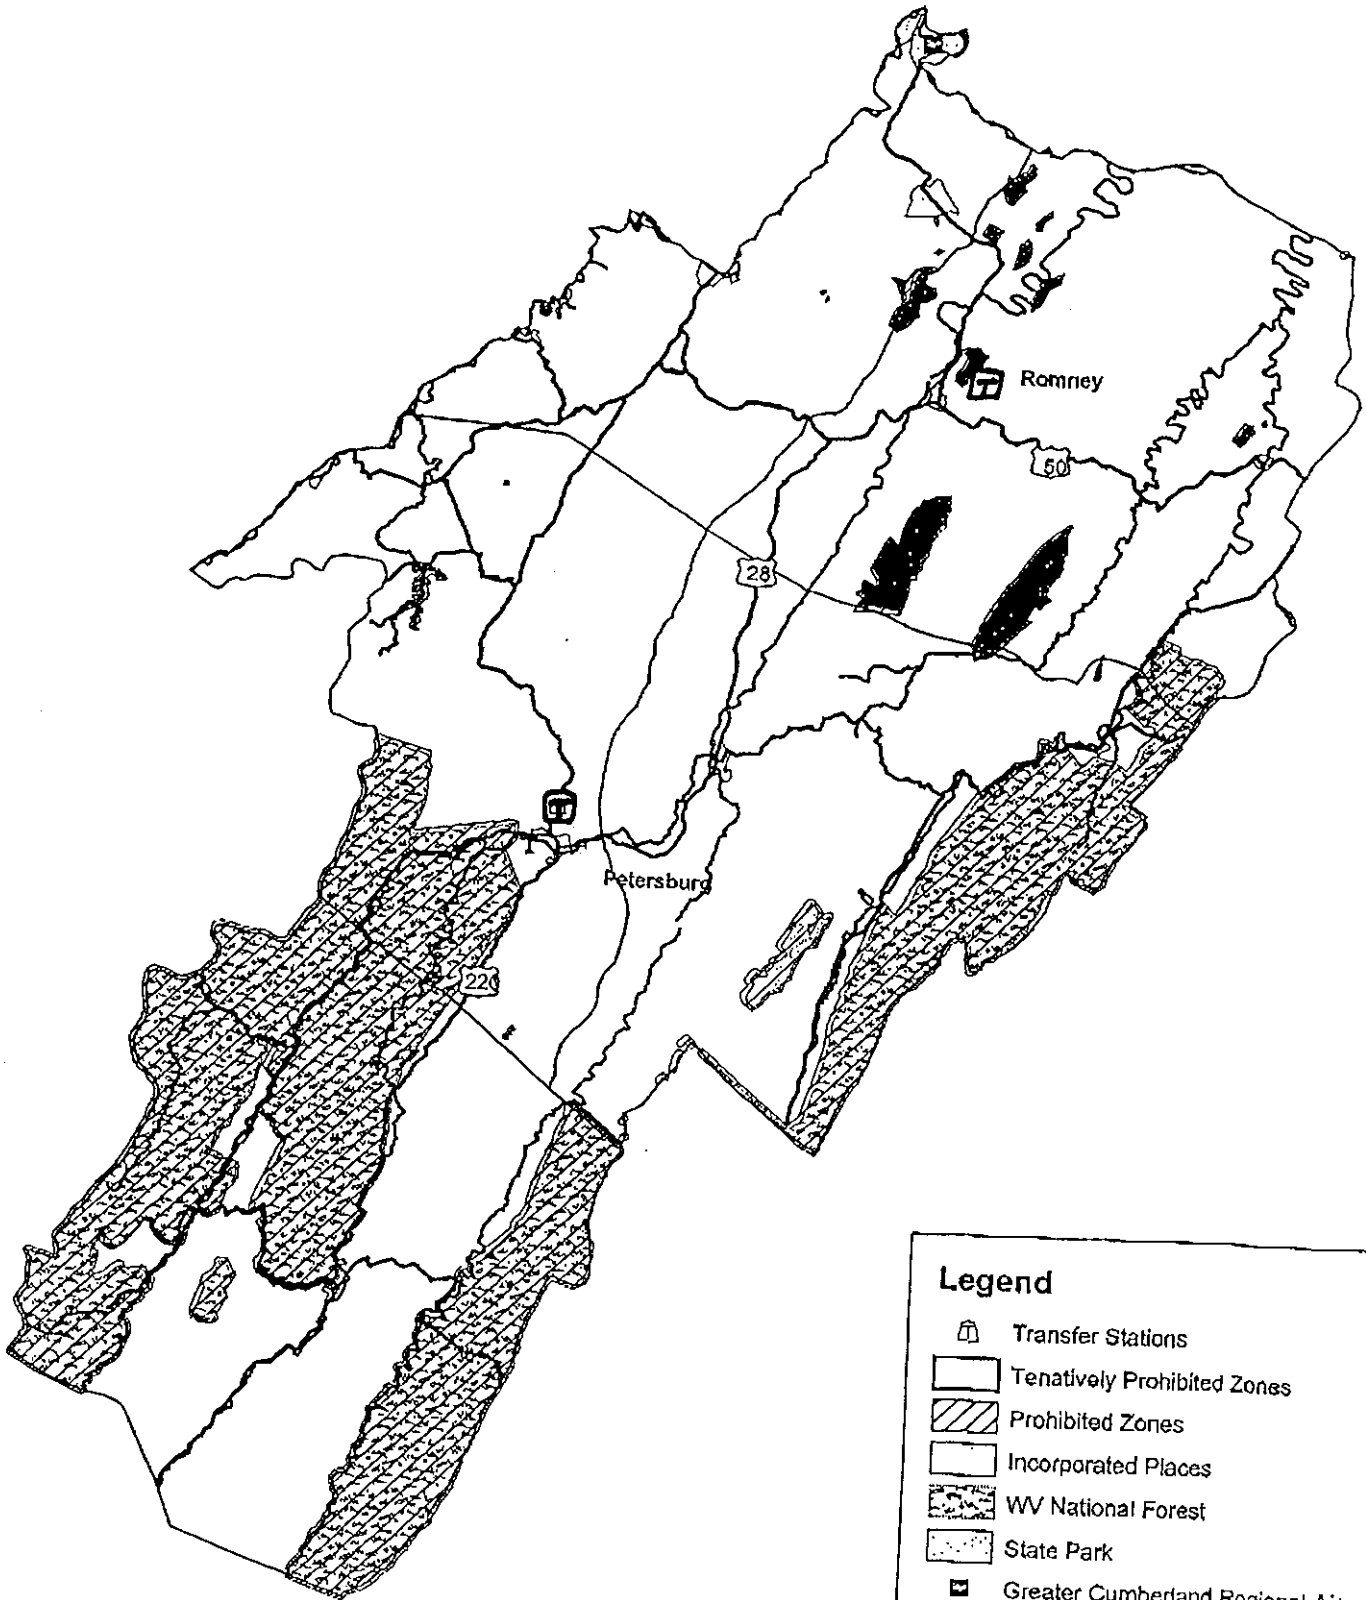 Romney
50
28
Petersburg
220
Legend
Transfer Stations
Tenatively Prohibited Zones
Prohibited Zones
Incorporated Places
WV National Forest
State Park
Greater Cumberland Regional